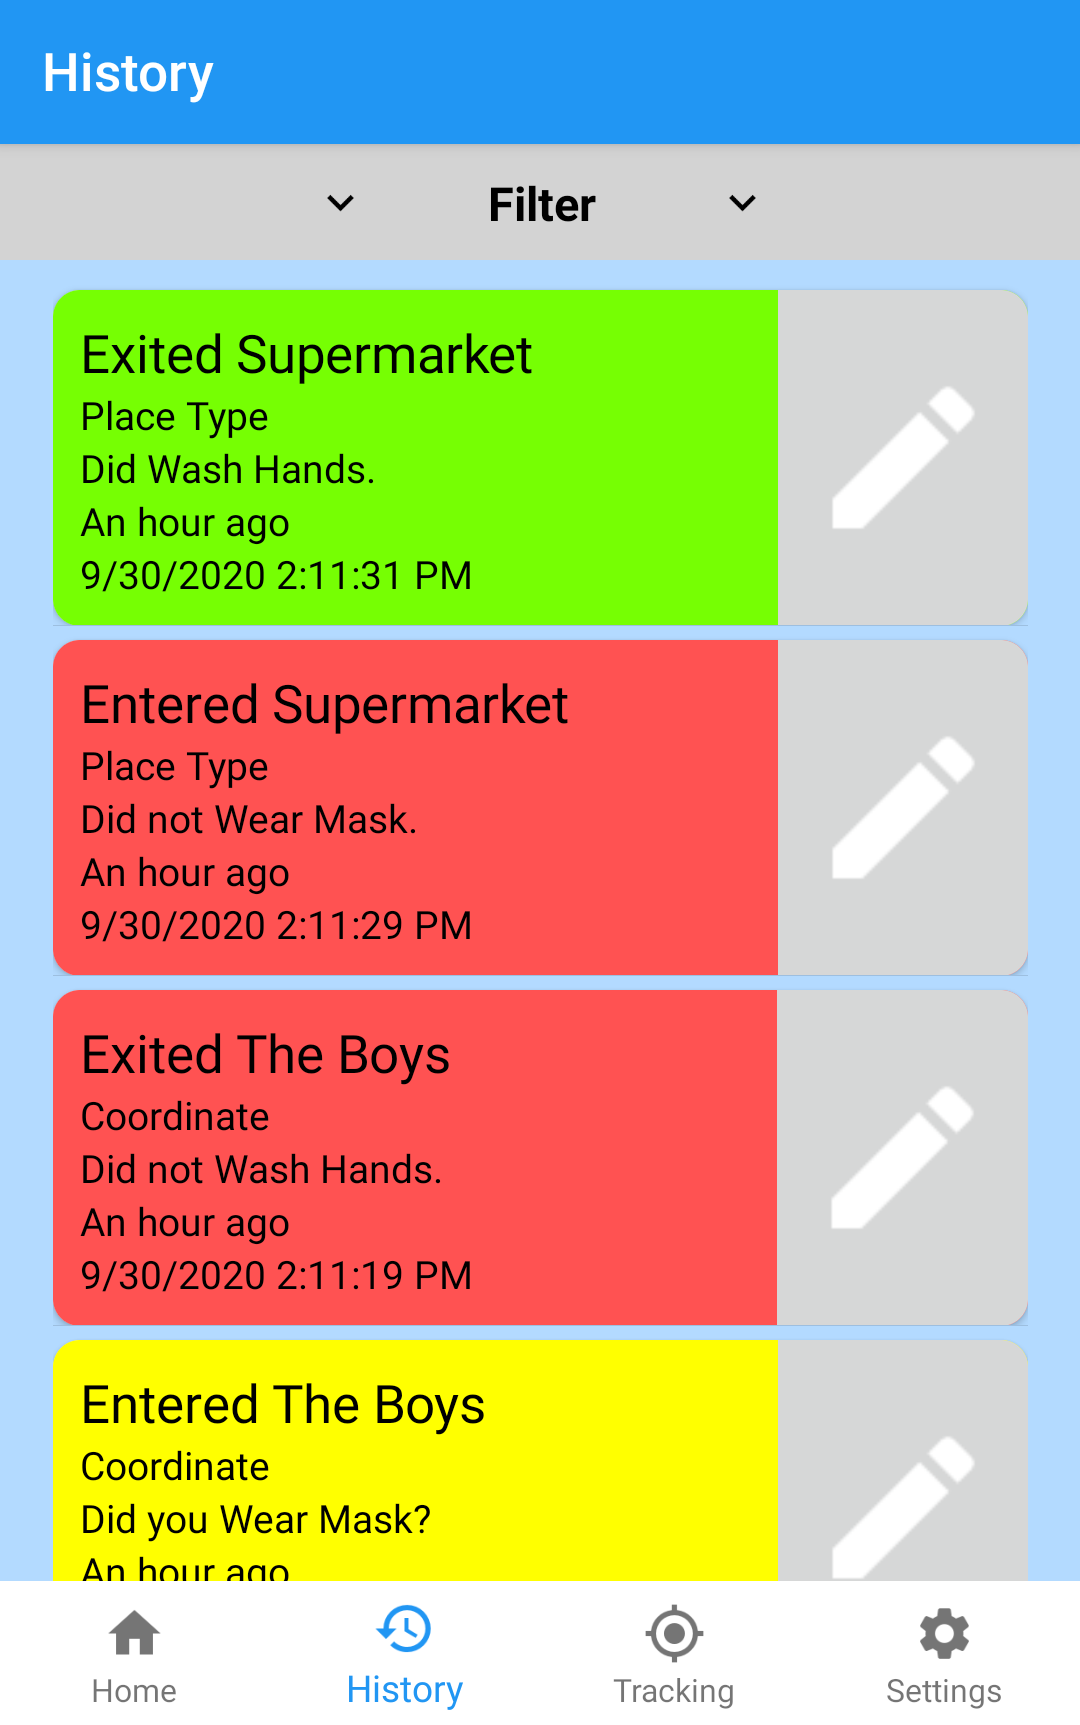 History
Filter
Exited Supermarket
Place Type
Did Wash Hands.
An hour ago
9/30/2020 2:11:31 PM
Entered Supermarket
Place Type
Did not Wear Mask.
An hour ago
9/30/2020 2:11:29 PM
Exited The Boys
Coordinate
Did not Wash Hands.
An hour ago
9/30/2020 2:11:19 PM
Entered The Boys
Coordinate
Did you Wear Mask?
An hour ago
Home
History
Tracking
Settings